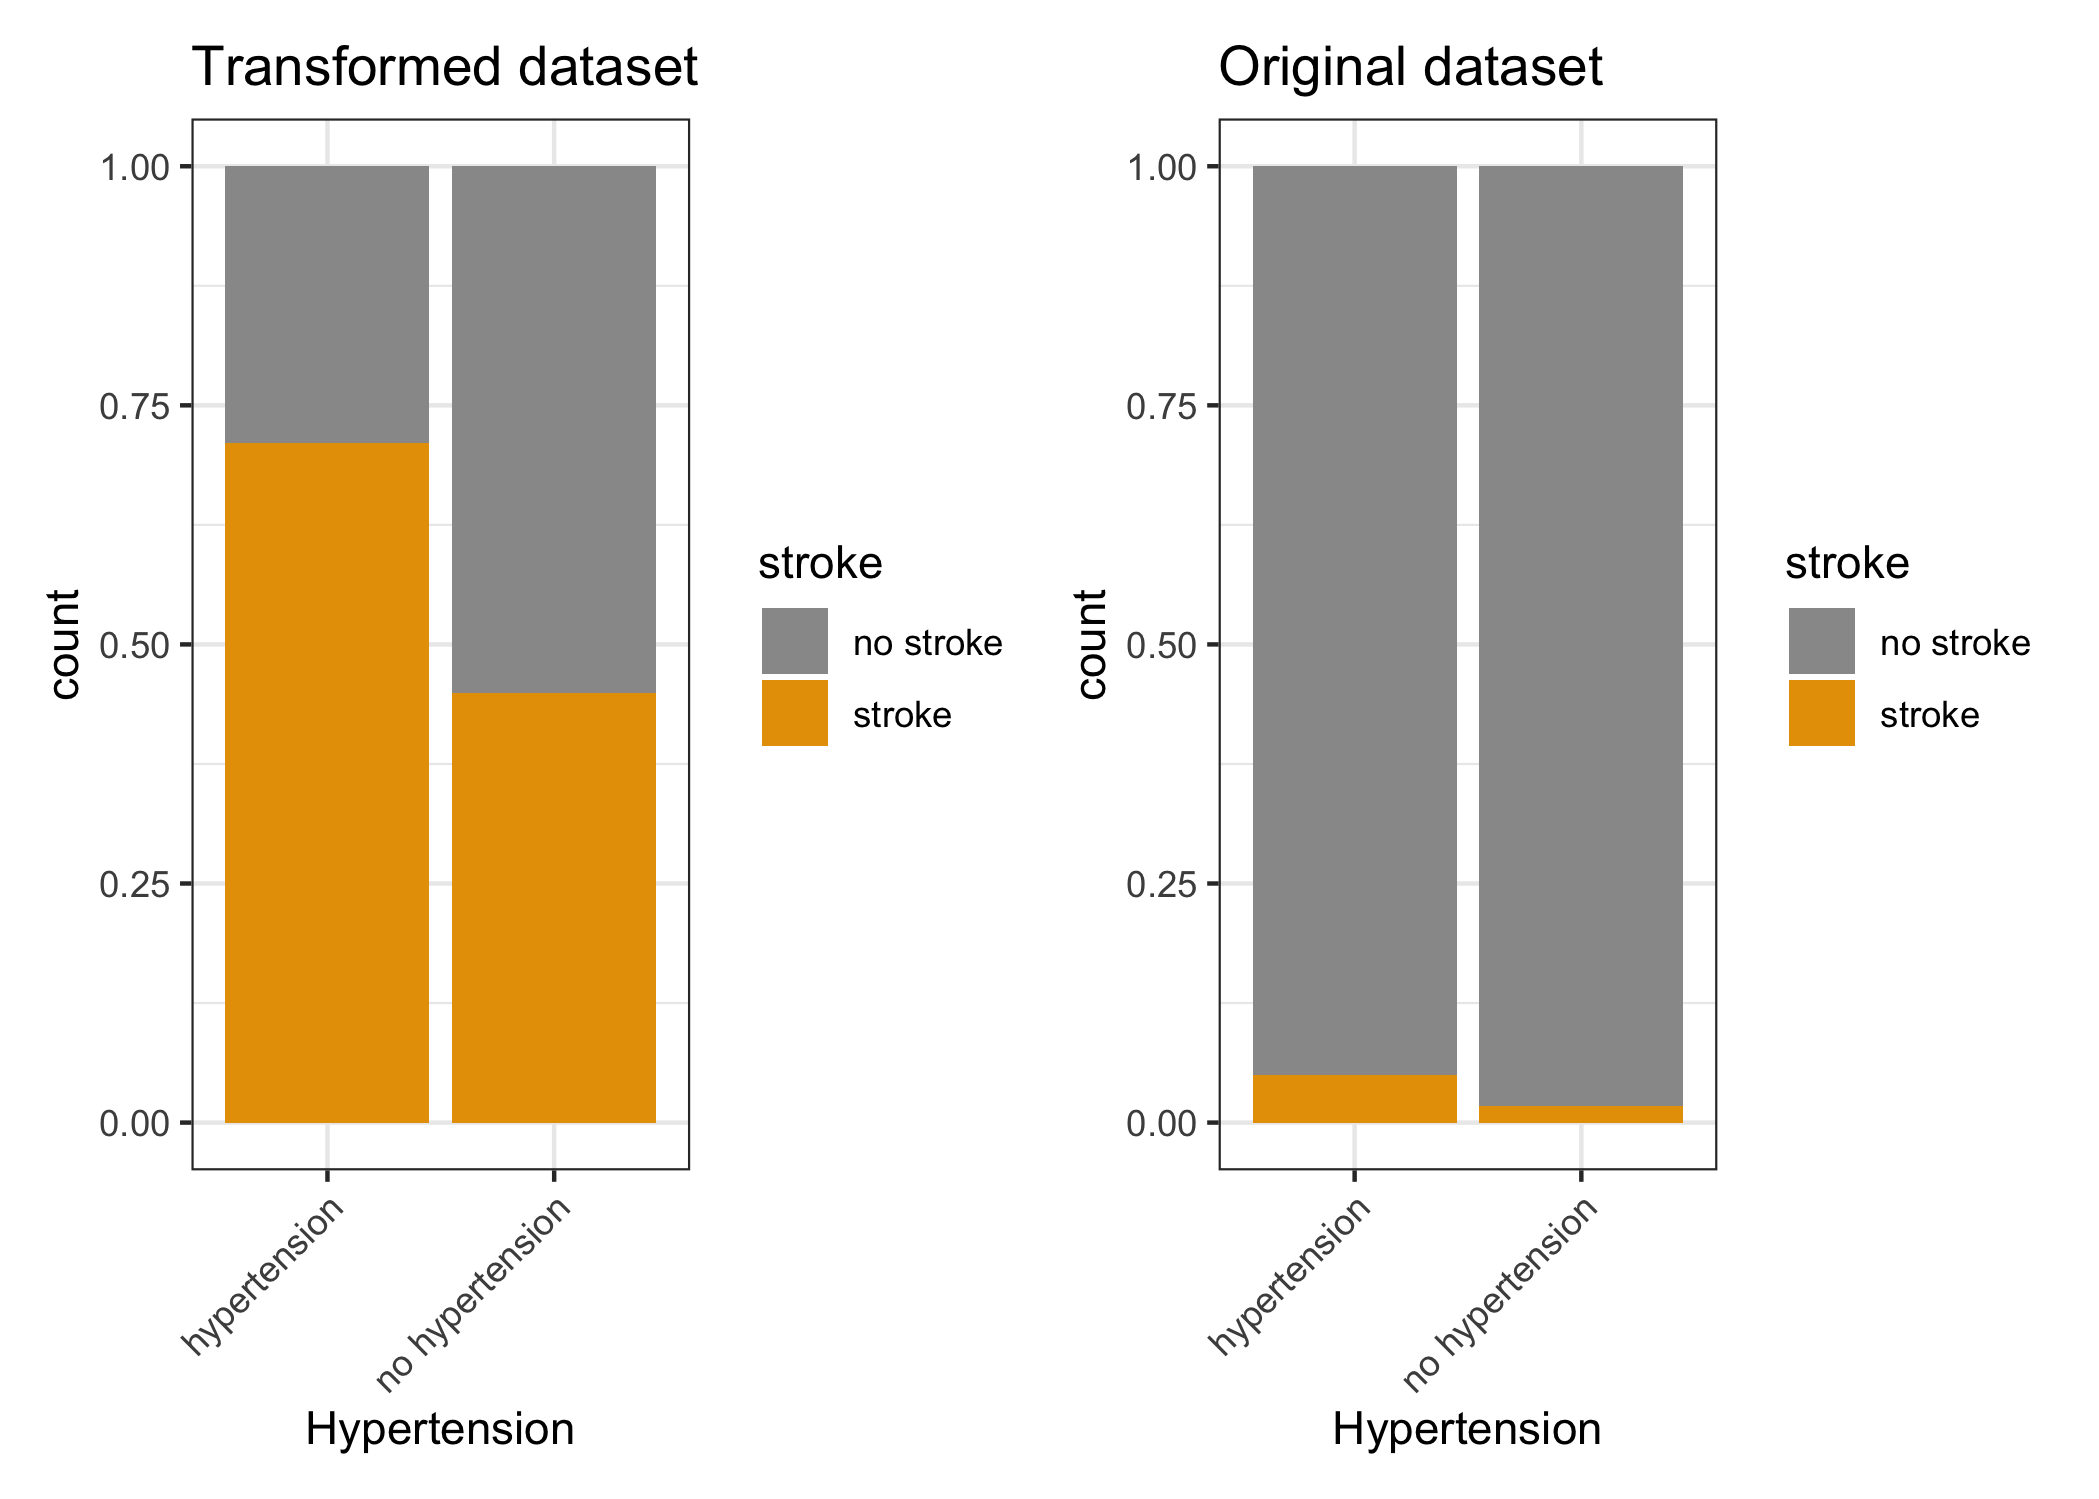 Transformed dataset
1.00
0.75
0.50
0.25
0.00
count
hypertension
no hypertension
Hypertension
stroke
no stroke
stroke
Original dataset
1.00
0.75
0.50
0.25
0.00
count
hypertension
no hypertension
Hypertension
stroke
no stroke
stroke